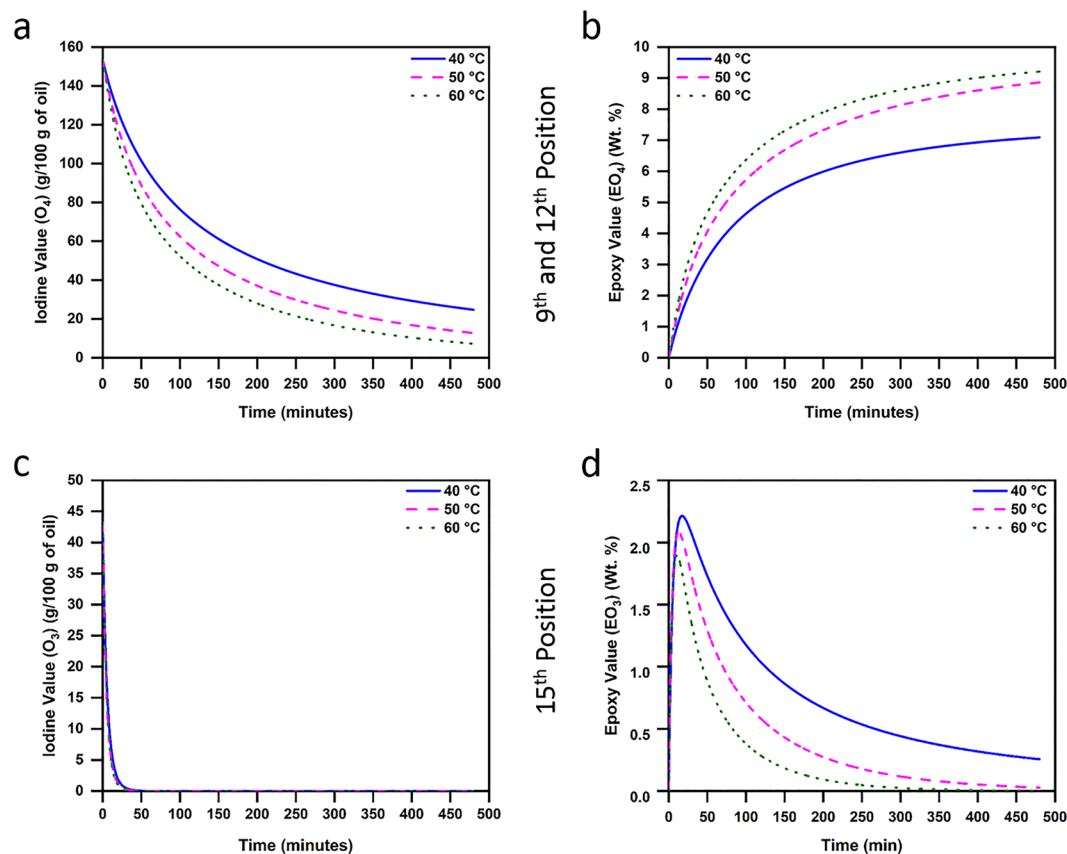 a
Iodine Value (O₄) (g/100 g of oil)
160
140
120
100
80
60
40
20
0
40 °C
50 °C
60 °C
0 50 100 150 200 250 300 350 400 450 500
Time (minutes)
9th and 12th Position
b
Epoxy Value (EO₄) (Wt. %)
10
9
8
7
6
5
4
3
2
1
0
40 °C
50 °C
60 °C
0 50 100 150 200 250 300 350 400 450 500
Time (minutes)
c
Iodine Value (O₃) (g/100 g of oil)
50
45
40
35
30
25
20
15
10
5
0
40 °C
50 °C
60 °C
0 50 100 150 200 250 300 350 400 450 500
Time (minutes)
15th Position
d
Epoxy Value (EO₃) (Wt. %)
2.5
2.0
1.5
1.0
0.5
0.0
40 °C
50 °C
60 °C
0 50 100 150 200 250 300 350 400 450 500
Time (min)